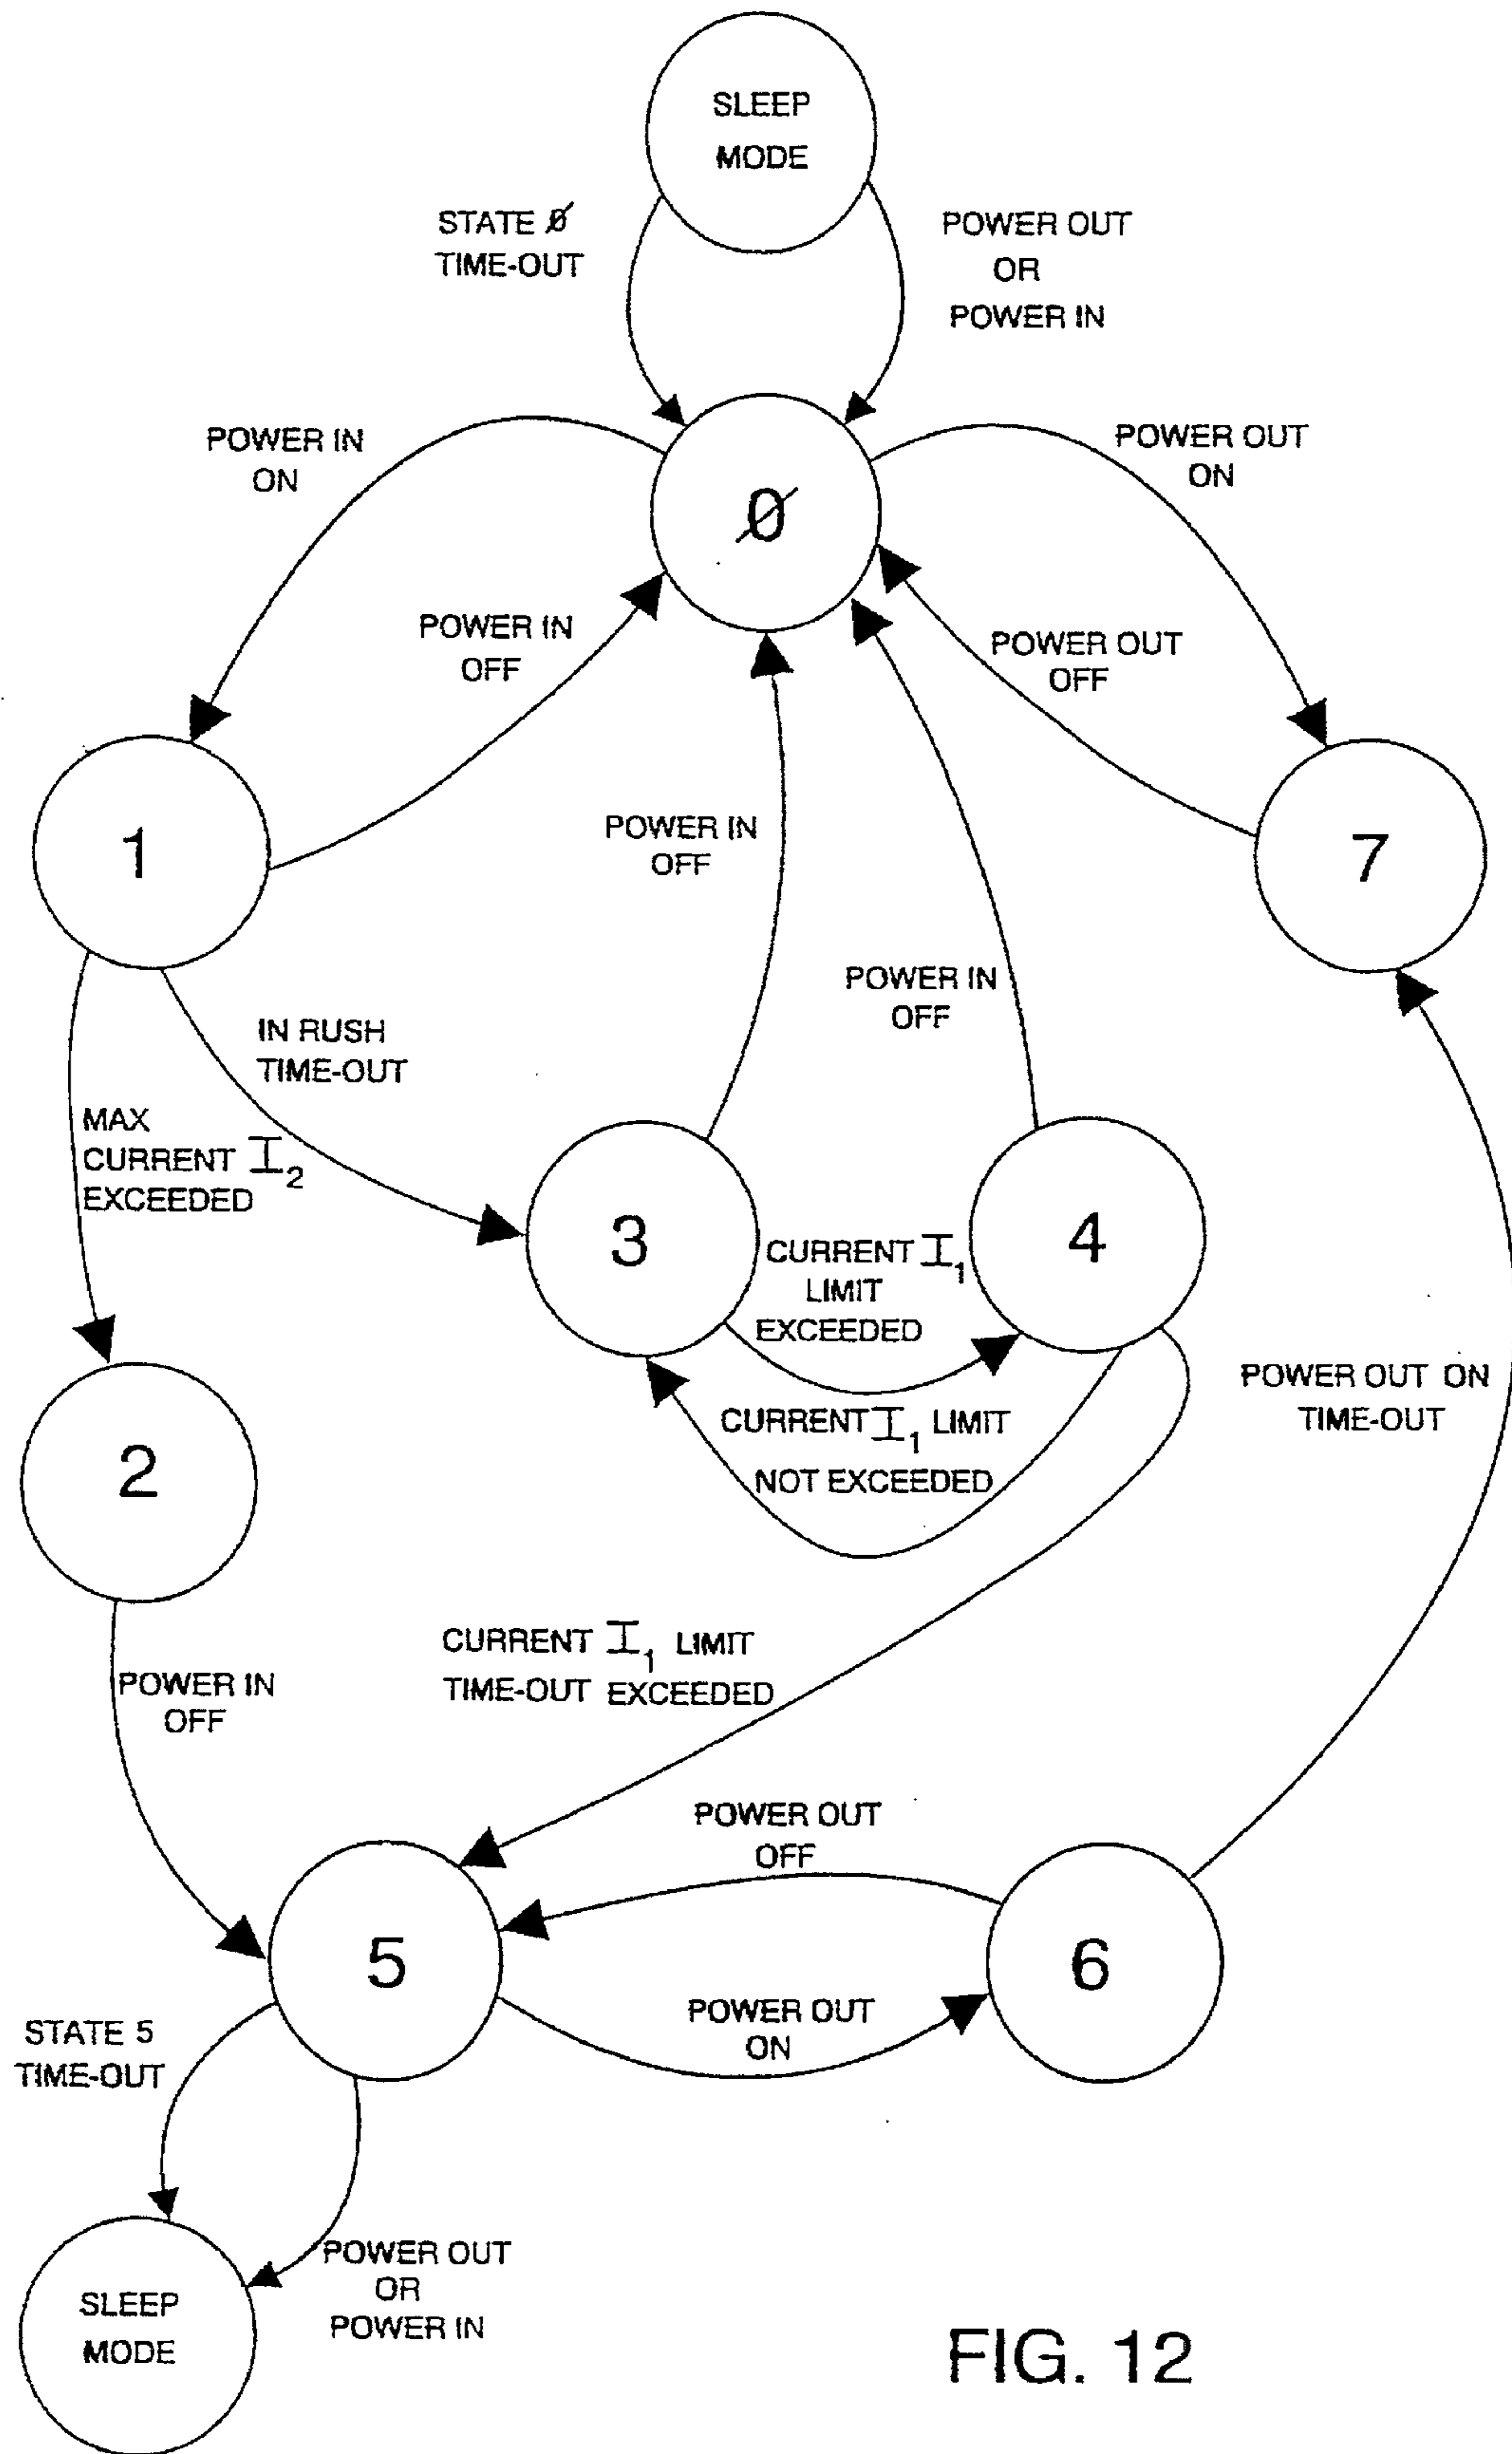 SLEEP
MODE
STATE 0̸
TIME-OUT
POWER OUT
OR
POWER IN
POWER IN
ON
POWER OUT
ON
0̸
POWER IN
OFF
POWER OUT
OFF
1
POWER IN
OFF
7
POWER IN
OFF
IN RUSH
TIME-OUT
MAX
CURRENT I₂
EXCEEDED
3
CURRENT I₁
LIMIT
EXCEEDED
4
CURRENT I₁ LIMIT
NOT EXCEEDED
POWER OUT ON
TIME-OUT
2
CURRENT I₁ LIMIT
TIME-OUT EXCEEDED
POWER IN
OFF
POWER OUT
OFF
5
6
POWER OUT
ON
STATE 5
TIME-OUT
POWER OUT
OR
POWER IN
SLEEP
MODE
FIG. 12